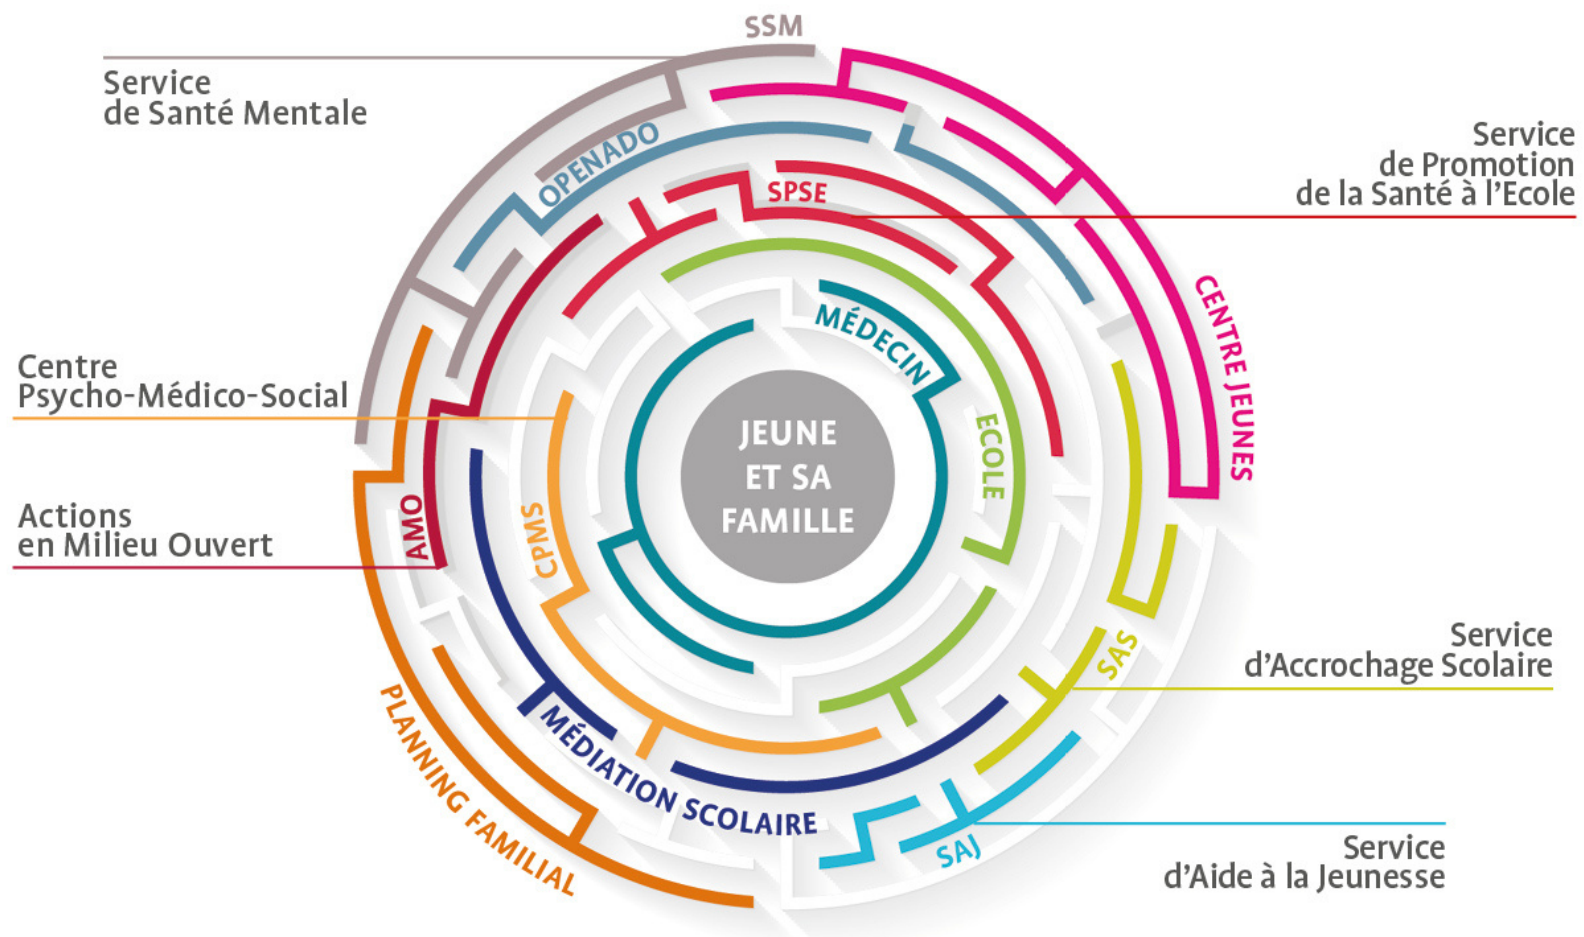 SSM
Service
de Santé Mentale
OPENADO
Service
de Promotion
de la Santé à l'Ecole
SPSE
CENTRE JEUNES
MÉDECIN
Centre
Psycho-Médico-Social
ECOLE
JEUNE
ET SA
FAMILLE
AMO
CPMS
Actions
en Milieu Ouvert
SAS
Service
d'Accrochage Scolaire
PLANNING FAMILIAL
MÉDIATION SCOLAIRE
SAJ
Service
d'Aide à la Jeunesse